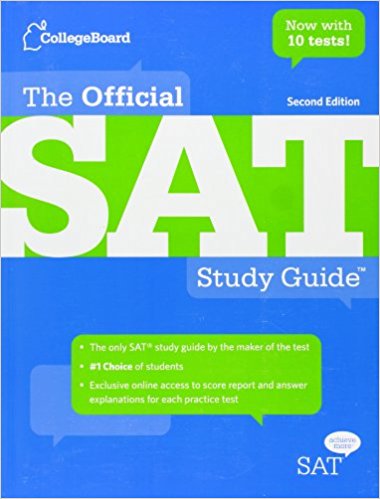 CollegeBoard
Now with
10 tests!
The Official
Second Edition
SAT
Study Guide™
• The only SAT® study guide by the maker of the test
• #1 Choice of students
• Exclusive online access to score report and answer
explanations for each practice test
achieve
more
SAT